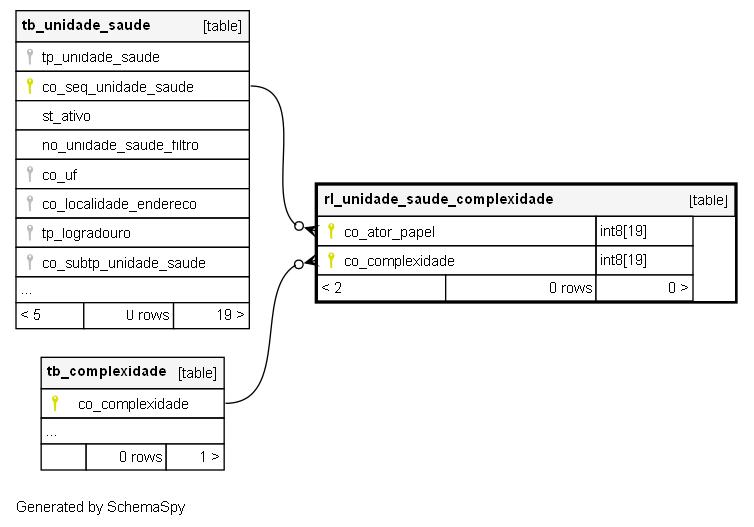 tb_unidade_saude [table]
tp_unidade_saude
co_seq_unidade_saude
st_ativo
no_unidade_saude_filtro
co_uf
co_localidade_endereco
tp_logradouro
co_subtp_unidade_saude
...
< 5 0 rows 19 >
rl_unidade_saude_complexidade [table]
co_ator_papel int8[19]
co_complexidade int8[19]
< 2 0 rows 0 >
tb_complexidade [table]
co_complexidade
...
0 rows 1 >
Generated by SchemaSpy